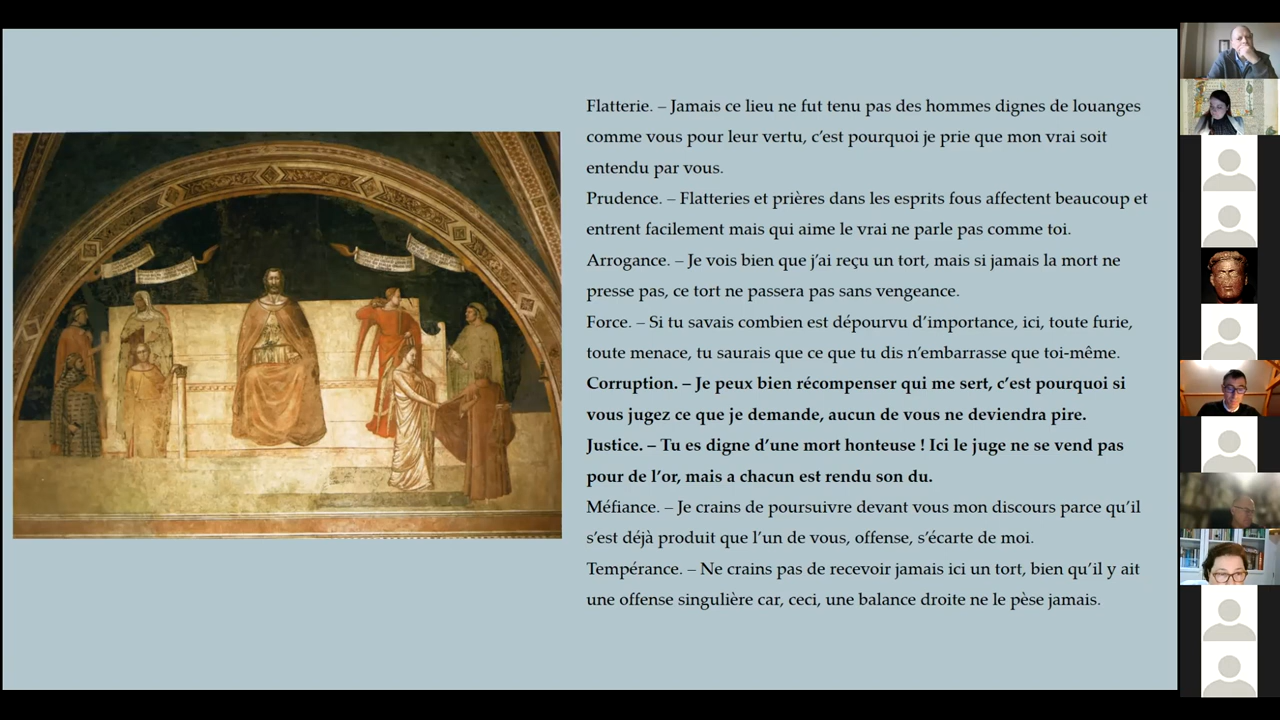 Flatterie. – Jamais ce lieu ne fut tenu pas des hommes dignes de louanges
comme vous pour leur vertu, c’est pourquoi je prie que mon vrai soit
entendu par vous.
Prudence. – Flatteries et prières dans les esprits fous affectent beaucoup et
entrent facilement mais qui aime le vrai ne parle pas comme toi.
Arrogance. – Je vois bien que j’ai reçu un tort, mais si jamais la mort ne
presse pas, ce tort ne passera pas sans vengeance.
Force. – Si tu savais combien est dépourvu d’importance, ici, toute furie,
toute menace, tu saurais que ce que tu dis n’embarrasse que toi-même.
Corruption. – Je peux bien récompenser qui me sert, c’est pourquoi si
vous jugez ce que je demande, aucun de vous ne deviendra pire.
Justice. – Tu es digne d’une mort honteuse ! Ici le juge ne se vend pas
pour de l’or, mais a chacun est rendu son du.
Méfiance. – Je crains de poursuivre devant vous mon discours parce qu’il
s’est déjà produit que l’un de vous, offense, s’écarte de moi.
Tempérance. – Ne crains pas de recevoir jamais ici un tort, bien qu’il y ait
une offense singulière car, ceci, une balance droite ne le pèse jamais.